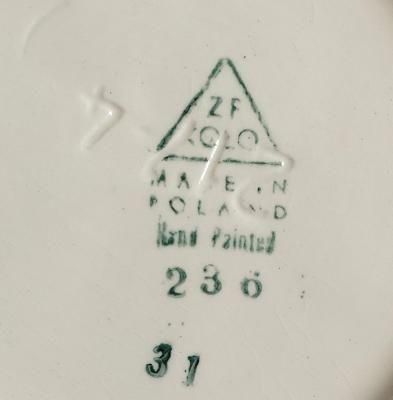 ZF
KOLO
MADE IN
POLAND
Hand Painted
236
31